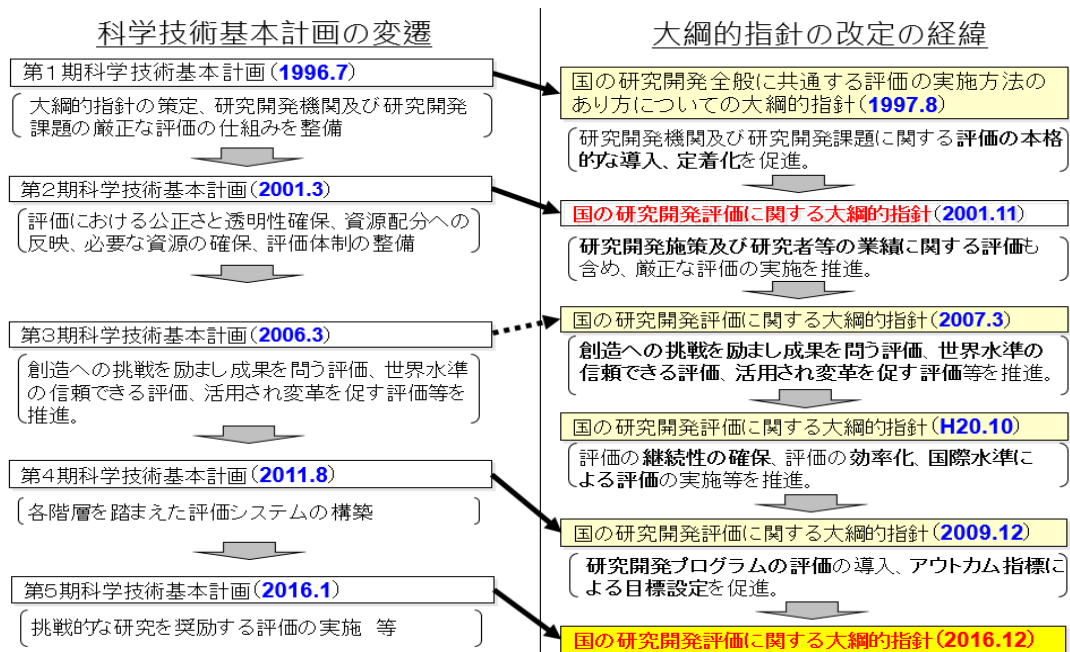 科学技術基本計画の変遷
第1期科学技術基本計画(1996.7)
大綱的指針の策定、研究開発機関及び研究開発
課題の厳正な評価の仕組みを整備
第2期科学技術基本計画(2001.3)
評価における公正さと透明性確保、資源配分への
反映、必要な資源の確保、評価体制の整備
第3期科学技術基本計画(2006.3)
創造への挑戦を励まし成果を問う評価、世界水準
の信頼できる評価、活用され変革を促す評価等を
推進。
第4期科学技術基本計画(2011.8)
各階層を踏まえた評価システムの構築
第5期科学技術基本計画(2016.1)
挑戦的な研究を奨励する評価の実施 等
大綱的指針の改定の経緯
国の研究開発全般に共通する評価の実施方法の
あり方についての大綱的指針(1997.8)
研究開発機関及び研究開発課題に関する評価の本格
的な導入、定着化を促進。
国の研究開発評価に関する大綱的指針(2001.11)
研究開発施策及び研究者等の業績に関する評価も
含め、厳正な評価の実施を推進。
国の研究開発評価に関する大綱的指針(2007.3)
創造への挑戦を励まし成果を問う評価、世界水準の
信頼できる評価、活用され変革を促す評価等を推進。
国の研究開発評価に関する大綱的指針(H20.10)
評価の継続性の確保、評価の効率化、国際水準に
よる評価の実施等を推進。
国の研究開発評価に関する大綱的指針(2009.12)
研究開発プログラムの評価の導入、アウトカム指標に
よる目標設定を促進。
国の研究開発評価に関する大綱的指針(2016.12)